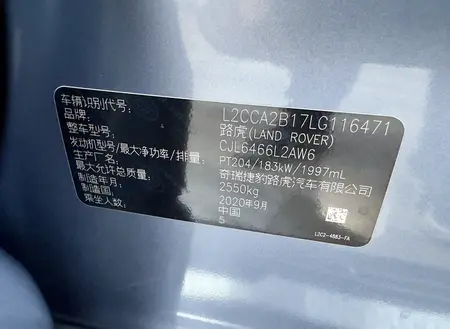 车辆识别代号: L2CCA2B17LG116471
品牌: 路虎(LAND ROVER)
整车型号: CJL6466L2AW6
发动机型号/最大净功率/排量: PT204/183kW/1997mL
生产厂名: 奇瑞捷豹路虎汽车有限公司
最大允许总质量: 2550kg
制造年月: 2020年9月
制造国: 中国
乘坐人数: 5
L2C2-4683-FA